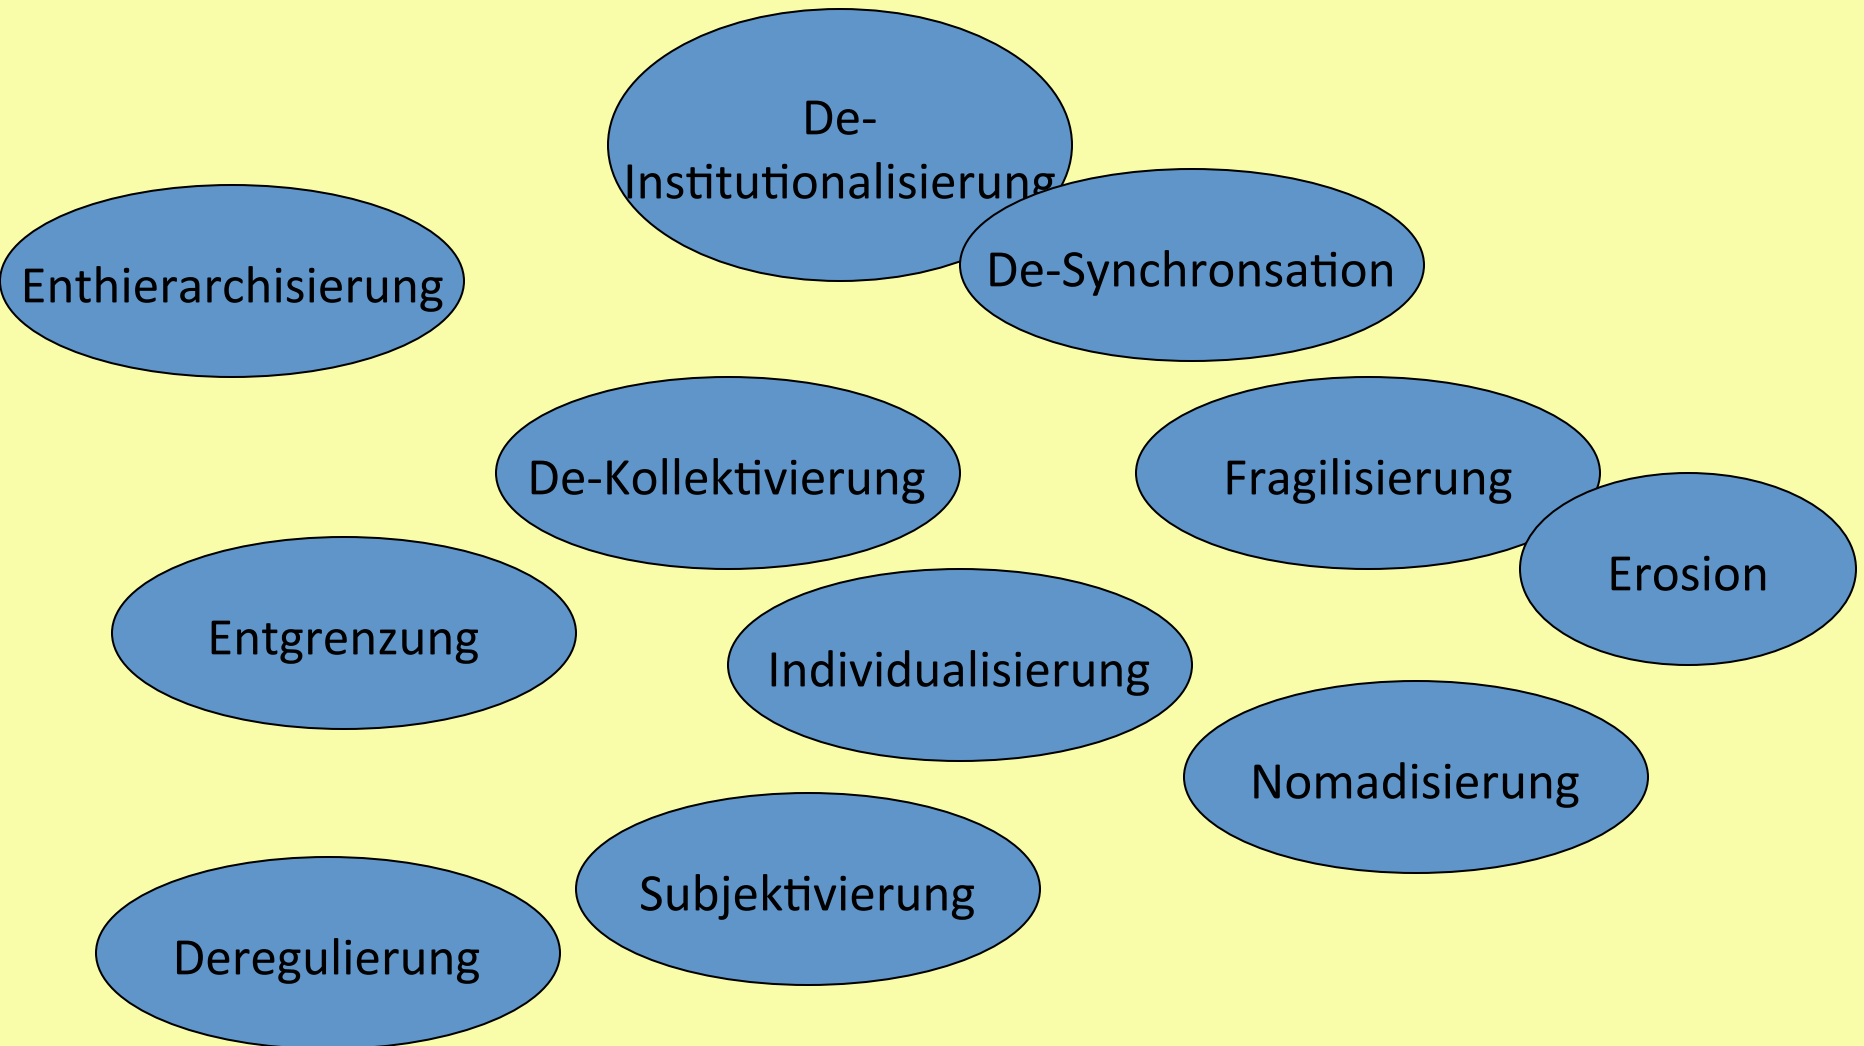 De-
Institutionalisierung
De-Synchronsation
Enthierarchisierung
De-Kollektivierung
Fragilisierung
Erosion
Entgrenzung
Individualisierung
Nomadisierung
Subjektivierung
Deregulierung